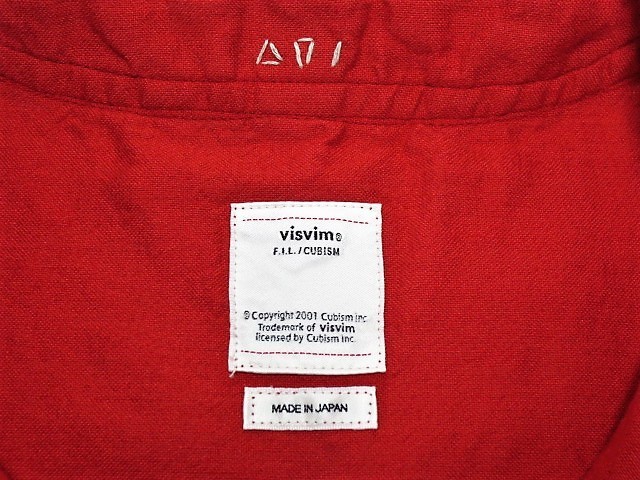 visvim®
F.I.L. / CUBISM
© Copyright 2001 Cubism Inc
Trademark of visvim
licensed by Cubism Inc.
MADE IN JAPAN